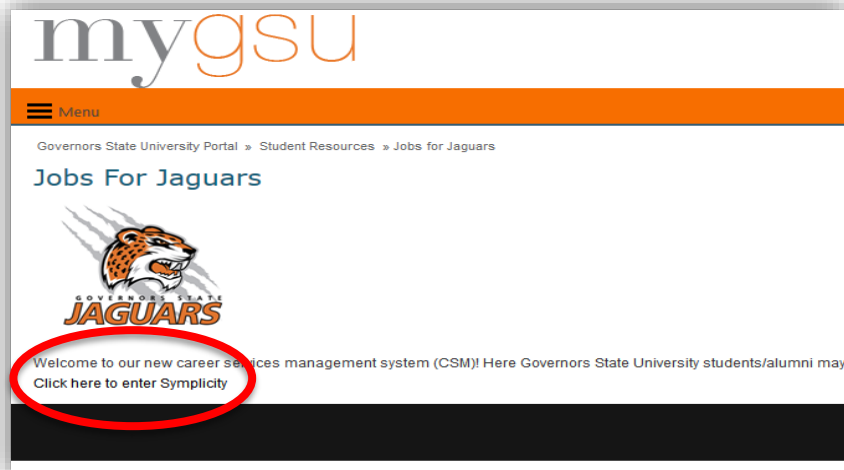 mygsu
Menu
Governors State University Portal » Student Resources » Jobs for Jaguars
Jobs For Jaguars
GOVERNORS STATE
JAGUARS
Welcome to our new career services management system (CSM)! Here Governors State University students/alumni may
Click here to enter Symplicity